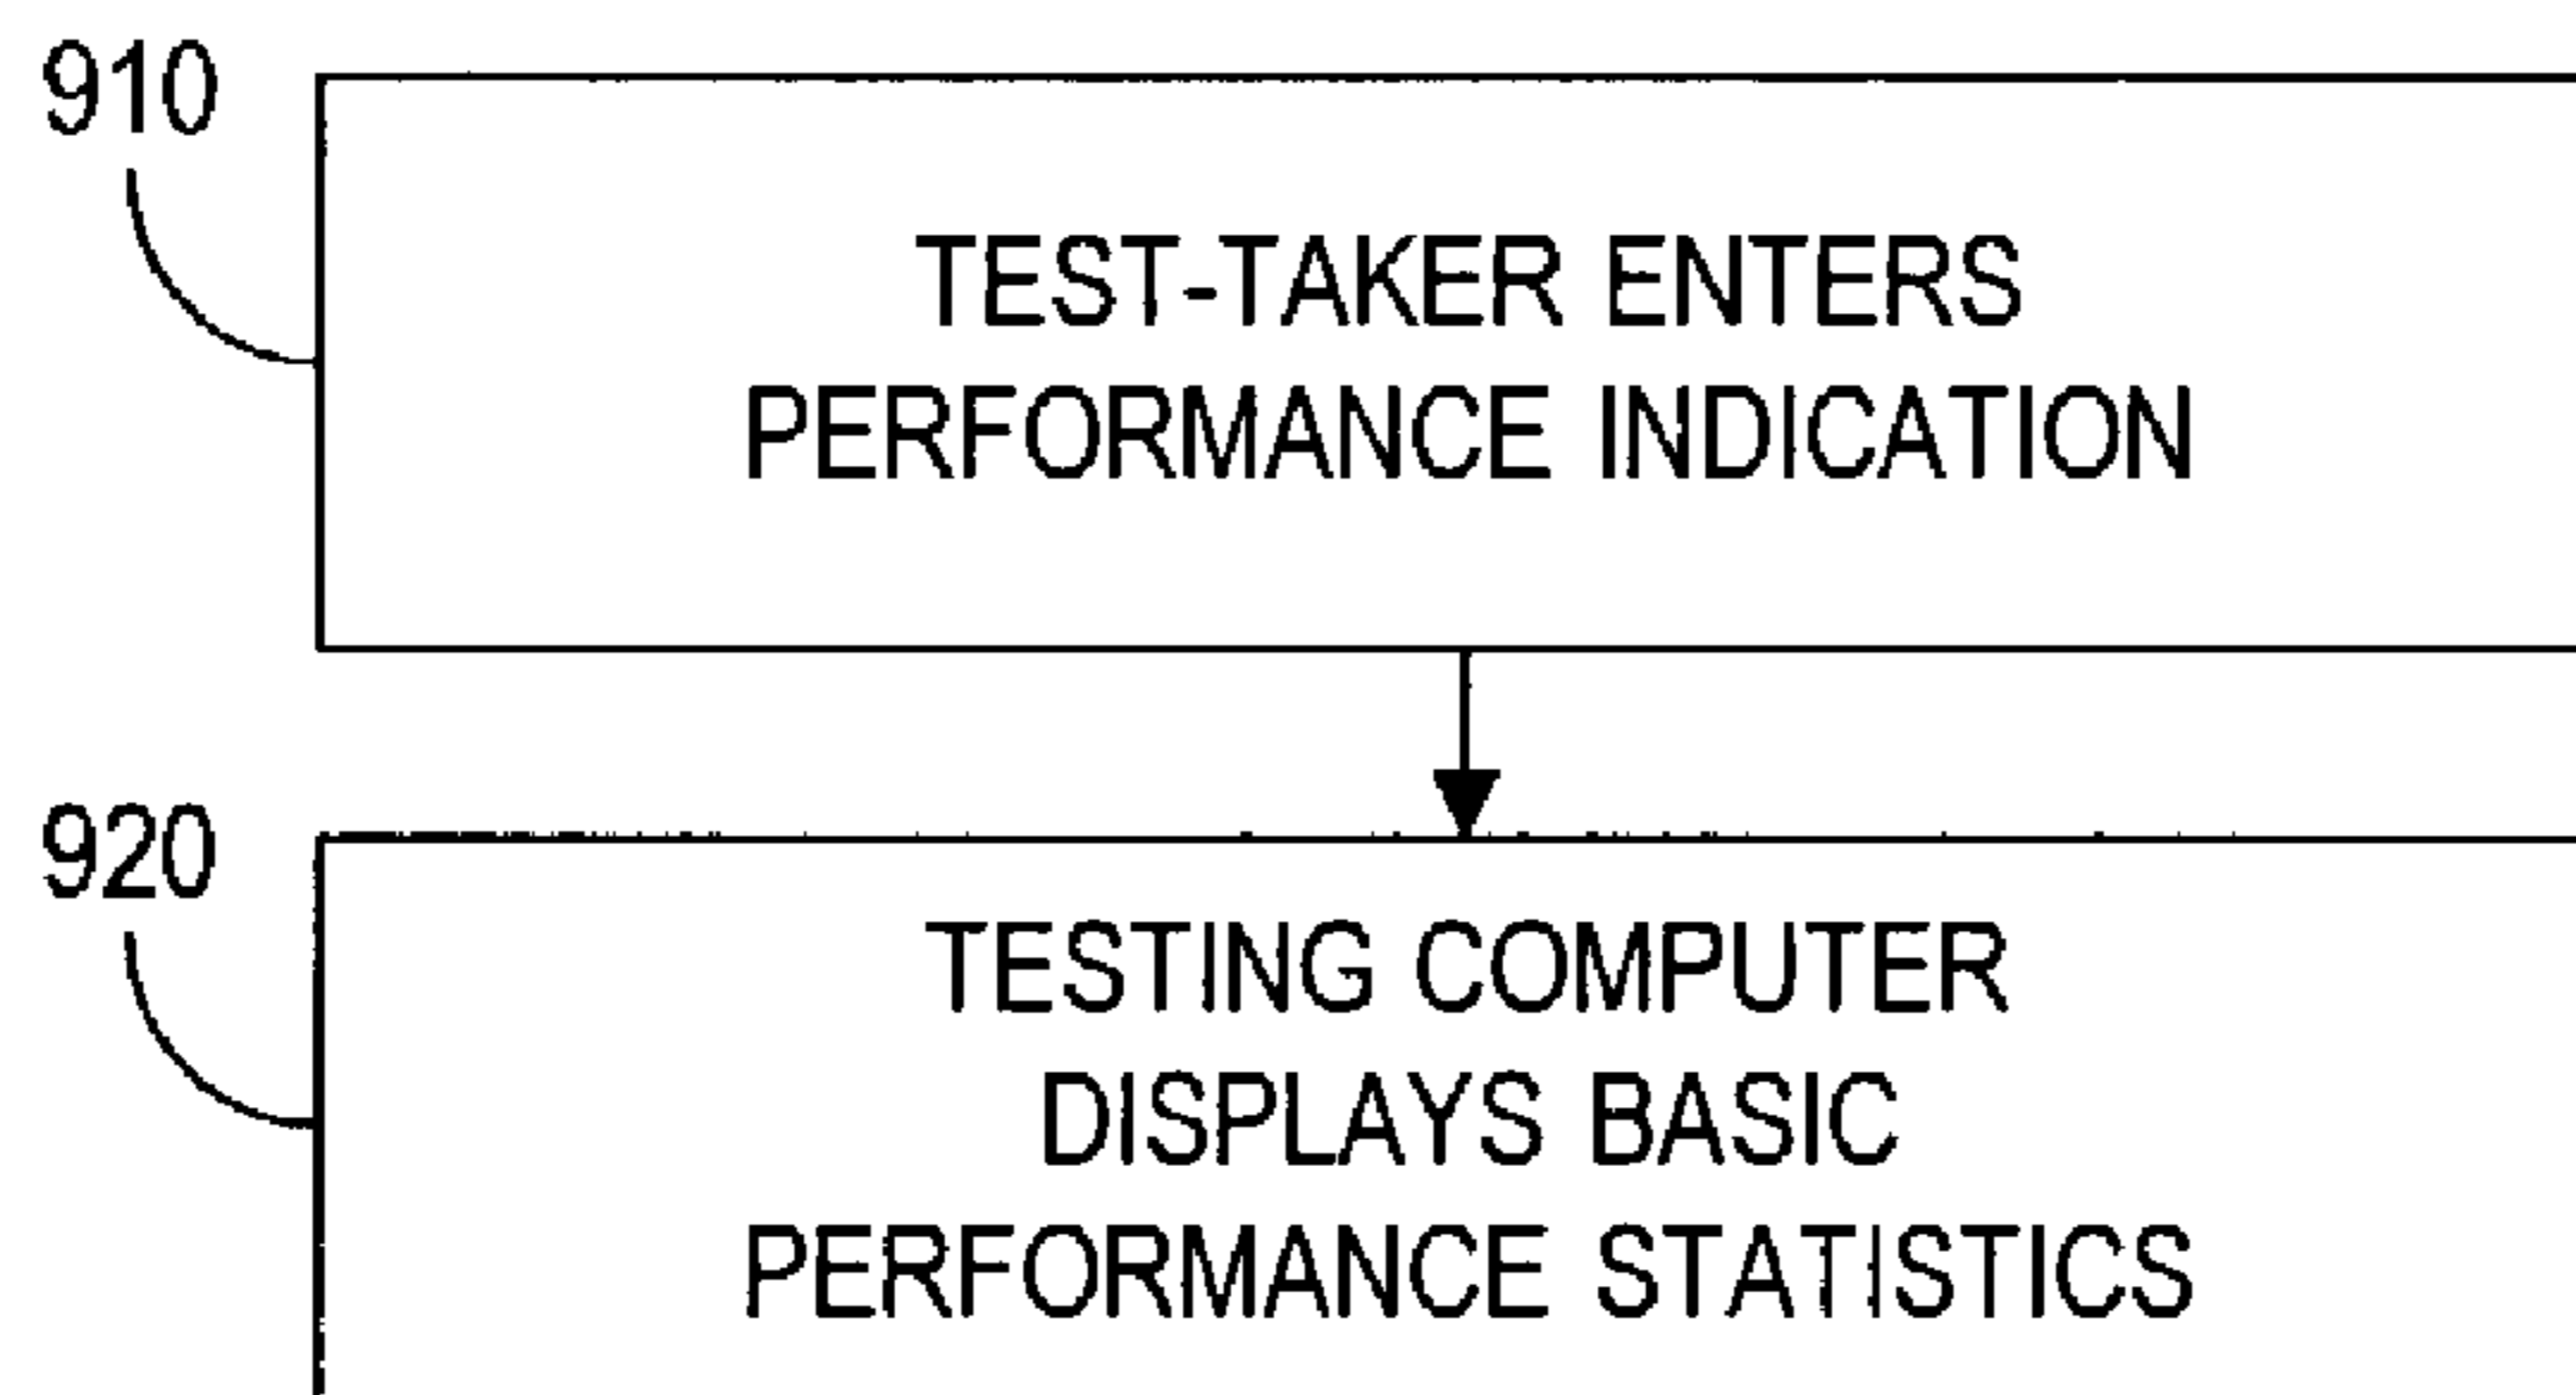 910
TEST-TAKER ENTERS
PERFORMANCE INDICATION
920
TESTING COMPUTER
DISPLAYS BASIC
PERFORMANCE STATISTICS